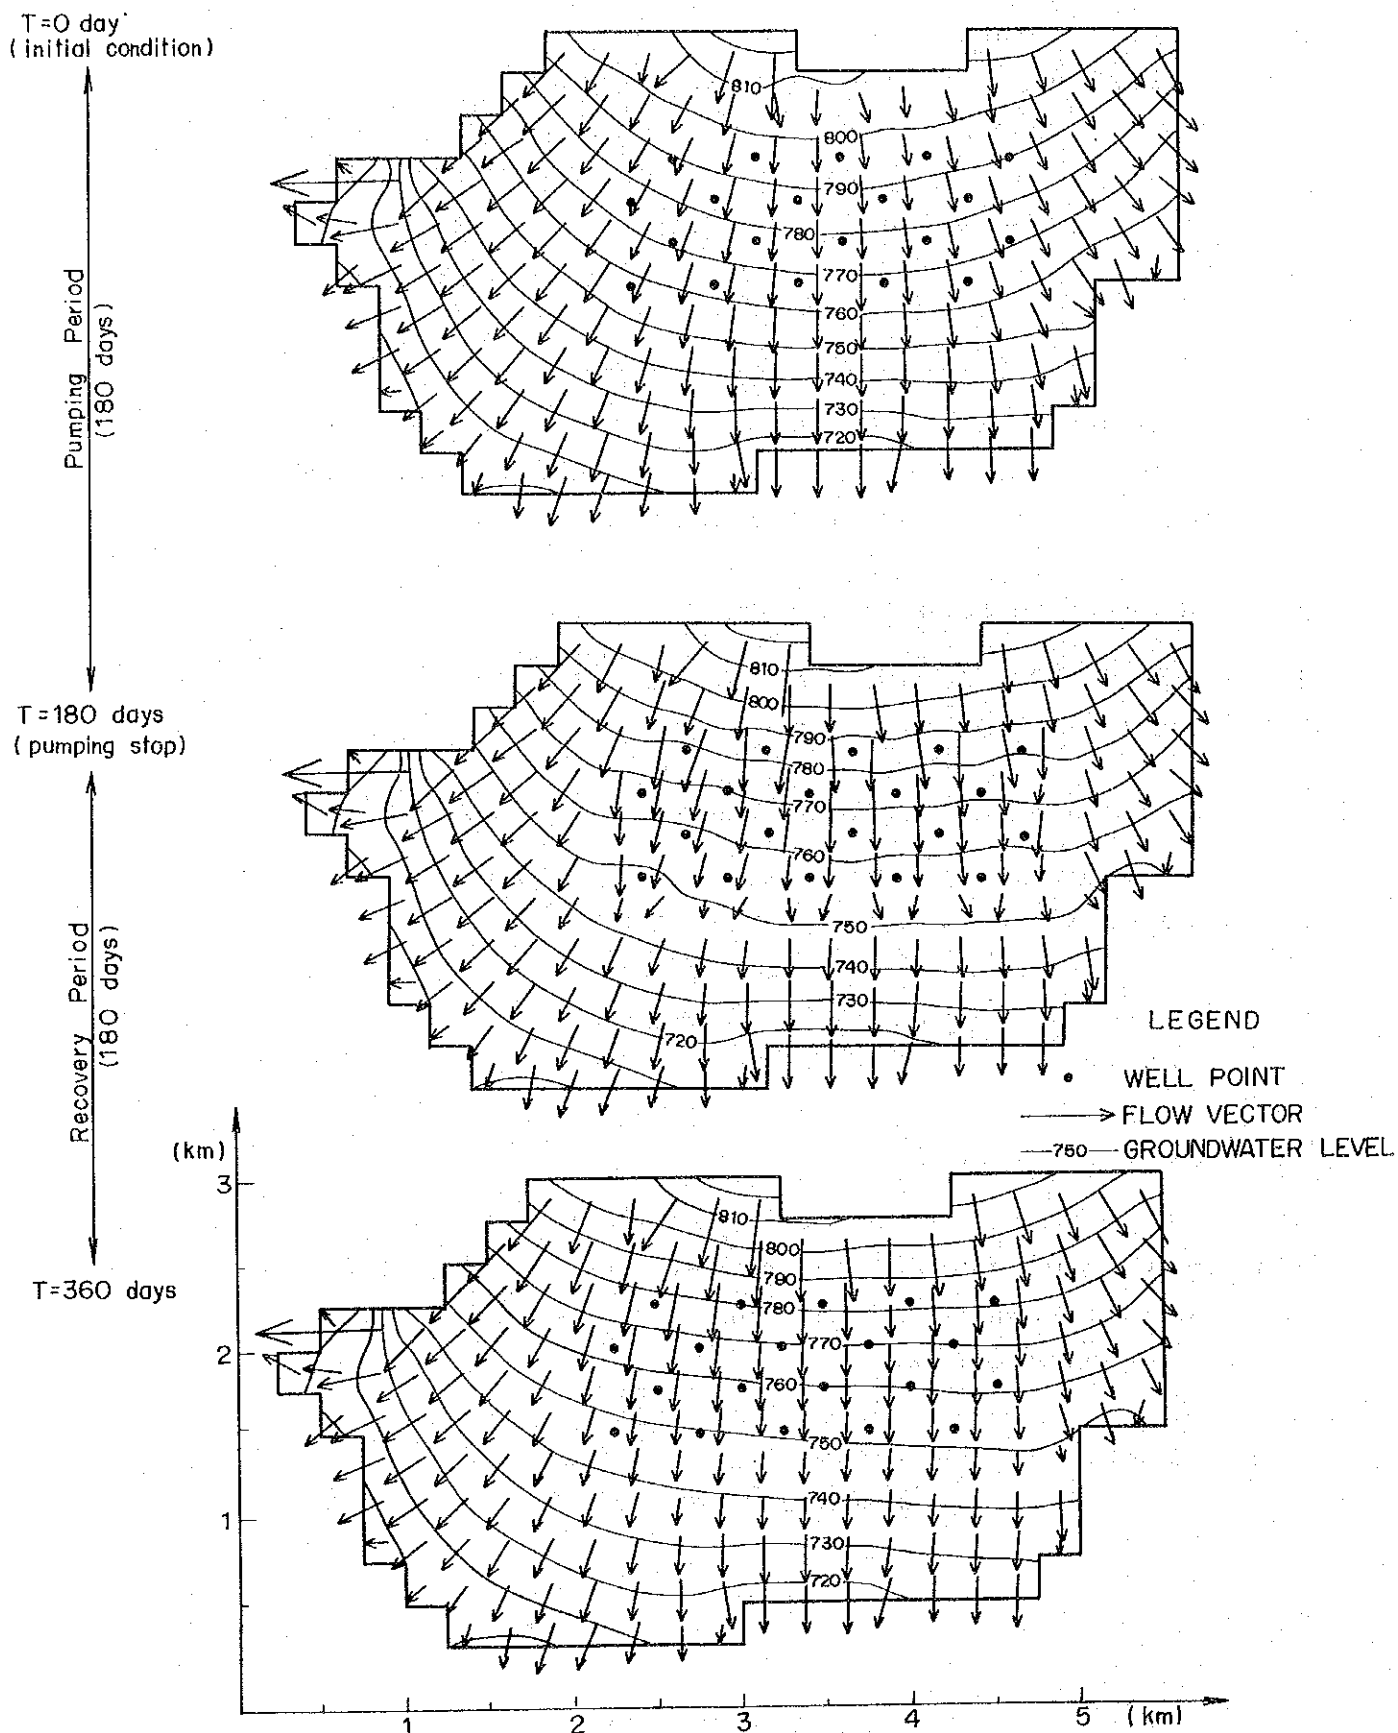 T=0 day
(initial condition)
810
800
790
780
770
760
750
740
730
720
Pumping Period
(180 days)
T=180 days
(pumping stop)
810
800
790
780
770
760
750
740
730
720
Recovery Period
(180 days)
LEGEND
WELL POINT
FLOW VECTOR
—750— GROUNDWATER LEVEL
T=360 days
(km)
3
2
1
810
800
790
780
770
760
750
740
730
720
1
2
3
4
5
(km)